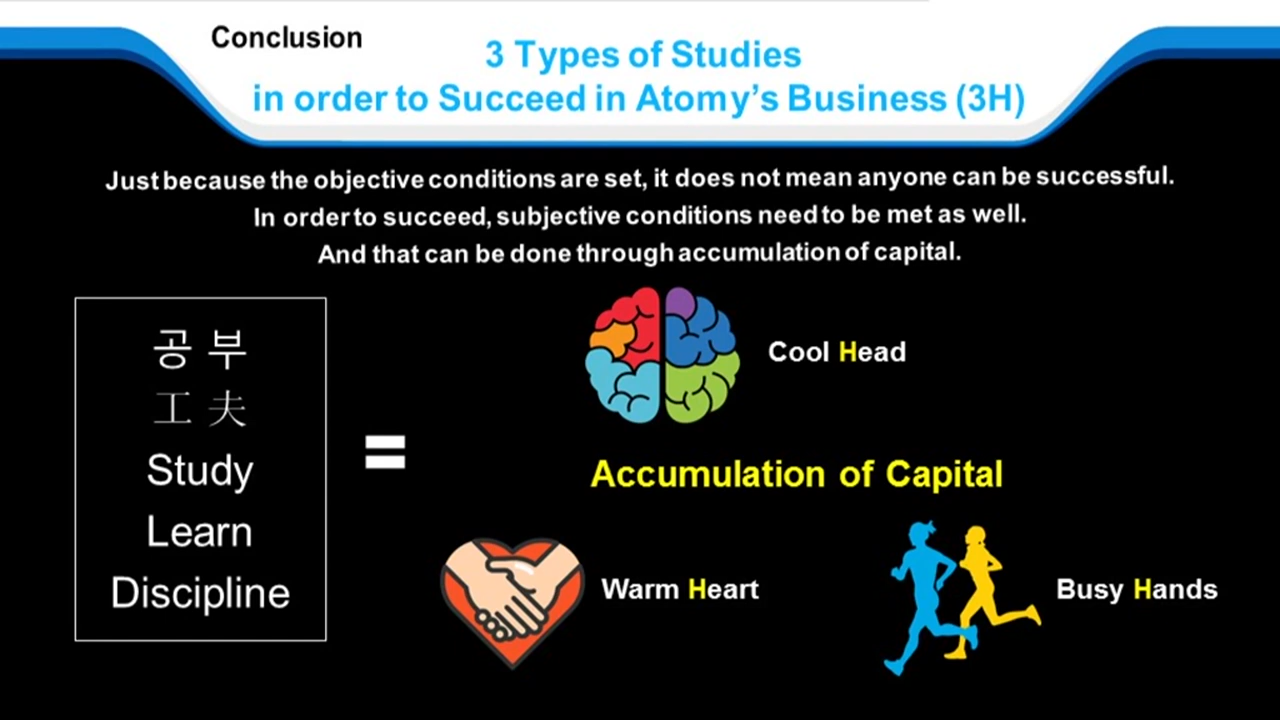 Conclusion
3 Types of Studies
in order to Succeed in Atomy's Business (3H)
Just because the objective conditions are set, it does not mean anyone can be successful.
In order to succeed, subjective conditions need to be met as well.
And that can be done through accumulation of capital.
공 부
工 夫
Study
Learn
Discipline
=
Cool Head
Accumulation of Capital
Warm Heart
Busy Hands